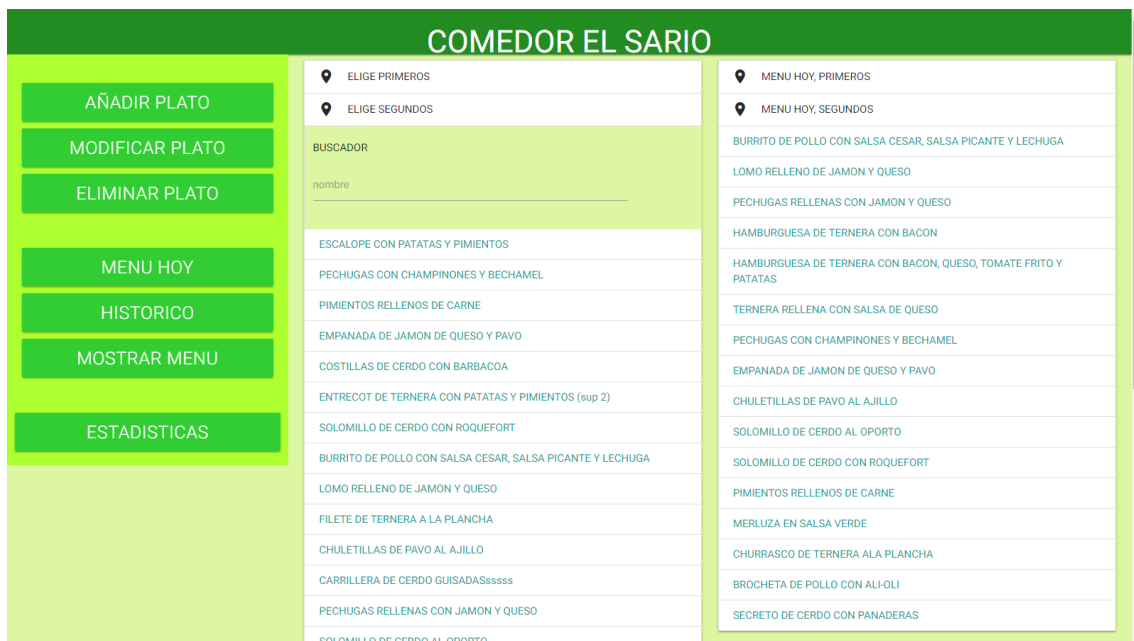 COMEDOR EL SARIO
AÑADIR PLATO
MODIFICAR PLATO
ELIMINAR PLATO
MENU HOY
HISTORICO
MOSTRAR MENU
ESTADISTICAS
ELIGE PRIMEROS
ELIGE SEGUNDOS
BUSCADOR
nombre
ESCALOPE CON PATATAS Y PIMIENTOS
PECHUGAS CON CHAMPINONES Y BECHAMEL
PIMIENTOS RELLENOS DE CARNE
EMPANADA DE JAMON DE QUESO Y PAVO
COSTILLAS DE CERDO CON BARBACOA
ENTRECOT DE TERNERA CON PATATAS Y PIMIENTOS (sup 2)
SOLOMILLO DE CERDO CON ROQUEFORT
BURRITO DE POLLO CON SALSA CESAR, SALSA PICANTE Y LECHUGA
LOMO RELLENO DE JAMON Y QUESO
FILETE DE TERNERA A LA PLANCHA
CHULETILLAS DE PAVO AL AJILLO
CARRILLERA DE CERDO GUISADASsssss
PECHUGAS RELLENAS CON JAMON Y QUESO
SOLOMILLO DE CERDO AL OPORTO
MENU HOY, PRIMEROS
MENU HOY, SEGUNDOS
BURRITO DE POLLO CON SALSA CESAR, SALSA PICANTE Y LECHUGA
LOMO RELLENO DE JAMON Y QUESO
PECHUGAS RELLENAS CON JAMON Y QUESO
HAMBURGUESA DE TERNERA CON BACON
HAMBURGUESA DE TERNERA CON BACON, QUESO, TOMATE FRITO Y
PATATAS
TERNERA RELLENA CON SALSA DE QUESO
PECHUGAS CON CHAMPINONES Y BECHAMEL
EMPANADA DE JAMON DE QUESO Y PAVO
CHULETILLAS DE PAVO AL AJILLO
SOLOMILLO DE CERDO AL OPORTO
SOLOMILLO DE CERDO CON ROQUEFORT
PIMIENTOS RELLENOS DE CARNE
MERLUZA EN SALSA VERDE
CHURRASCO DE TERNERA ALA PLANCHA
BROCHETA DE POLLO CON ALI-OLI
SECRETO DE CERDO CON PANADERAS